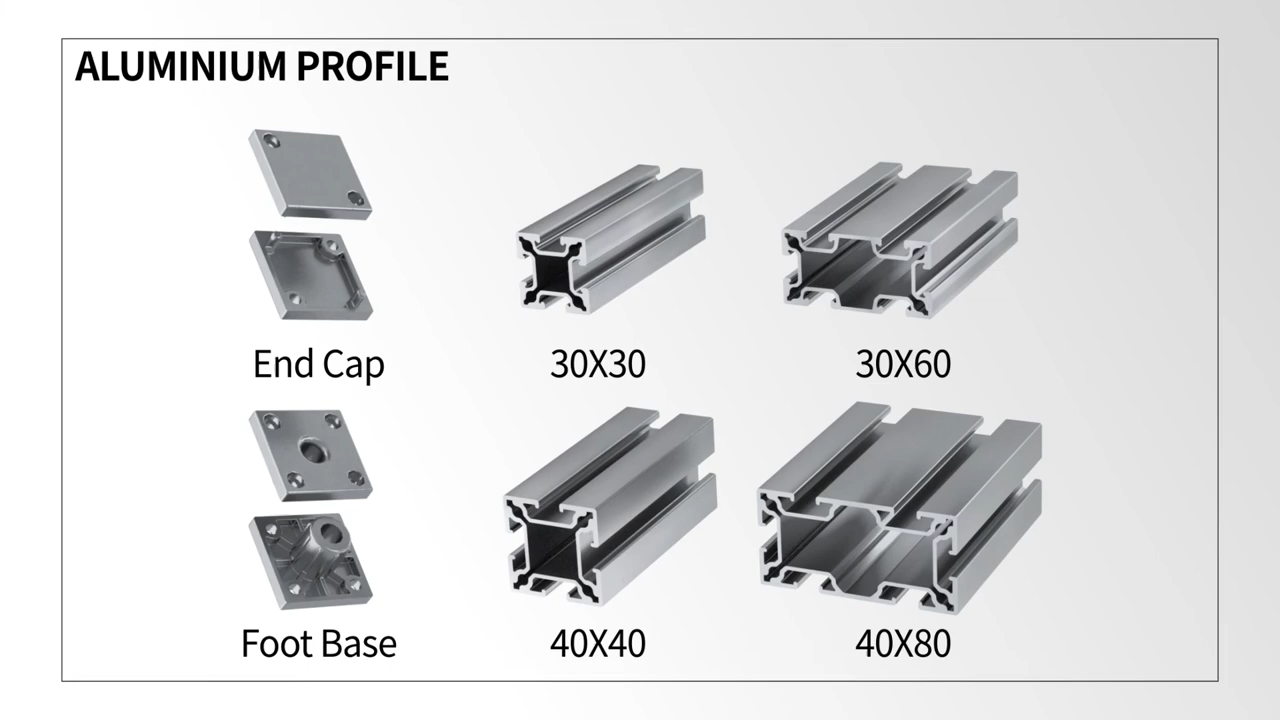 ALUMINIUM PROFILE
End Cap
30X30
30X60
Foot Base
40X40
40X80